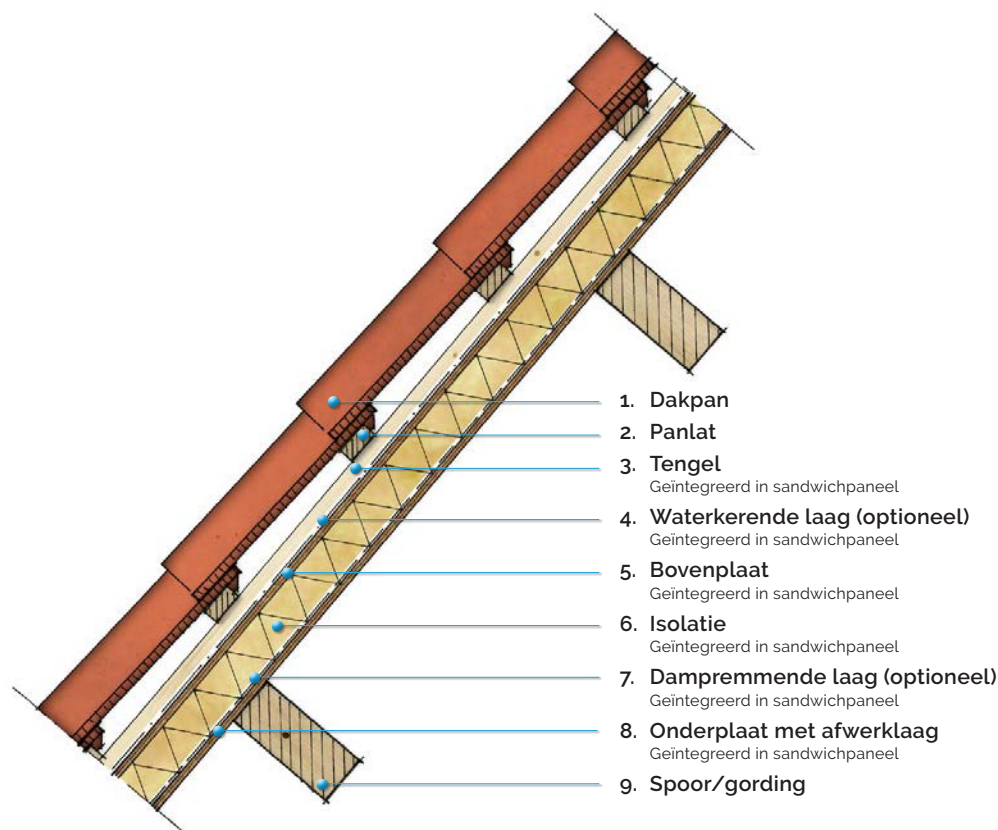 1. Dakpan
2. Panlat
3. Tengel
Geïntegreerd in sandwichpaneel
4. Waterkerende laag (optioneel)
Geïntegreerd in sandwichpaneel
5. Bovenplaat
Geïntegreerd in sandwichpaneel
6. Isolatie
Geïntegreerd in sandwichpaneel
7. Dampremmende laag (optioneel)
Geïntegreerd in sandwichpaneel
8. Onderplaat met afwerklaag
Geïntegreerd in sandwichpaneel
9. Spoor/gording